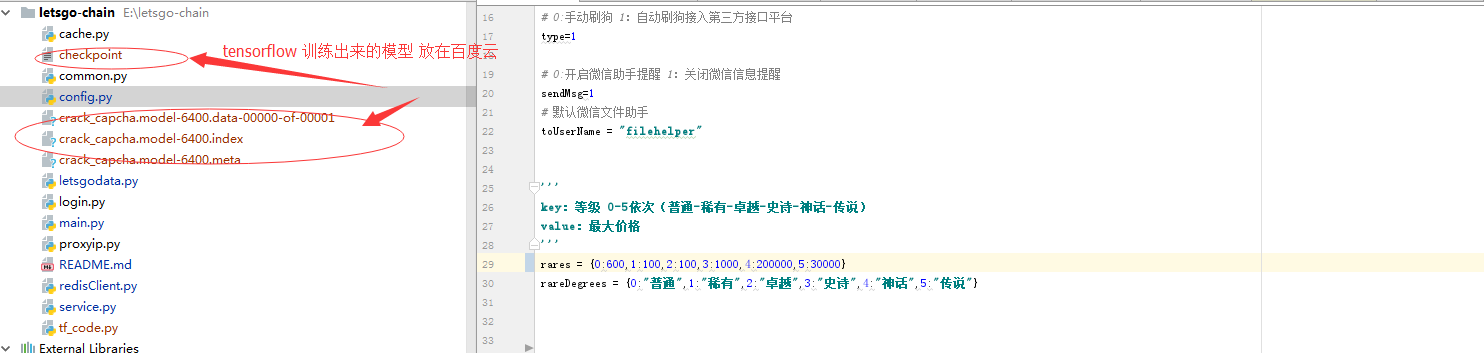 letsgo-chain E:\letsgo-chain
cache.py
checkpoint
common.py
config.py
crack_capcha.model-6400.data-00000-of-00001
crack_capcha.model-6400.index
crack_capcha.model-6400.meta
letsgodata.py
login.py
main.py
proxyip.py
README.md
redisClient.py
service.py
tf_code.py
External Libraries
tensorflow 训练出来的模型 放在百度云
16 # 0:手动刷狗 1: 自动刷狗接入第三方接口平台
17 type=1
18
19 # 0:开启微信助手提醒 1: 关闭微信信息提醒
20 sendMsg=1
21 # 默认微信文件助手
22 toUserName = "filehelper"
23
24
25 '''
26 key: 等级 0-5依次（普通-稀有-卓越-史诗-神话-传说）
27 value: 最大价格
28 '''
29 rares = {0:600,1:100,2:100,3:1000,4:200000,5:30000}
30 rareDegrees = {0:"普通",1:"稀有",2:"卓越",3:"史诗",4:"神话",5:"传说"}
31
32
33